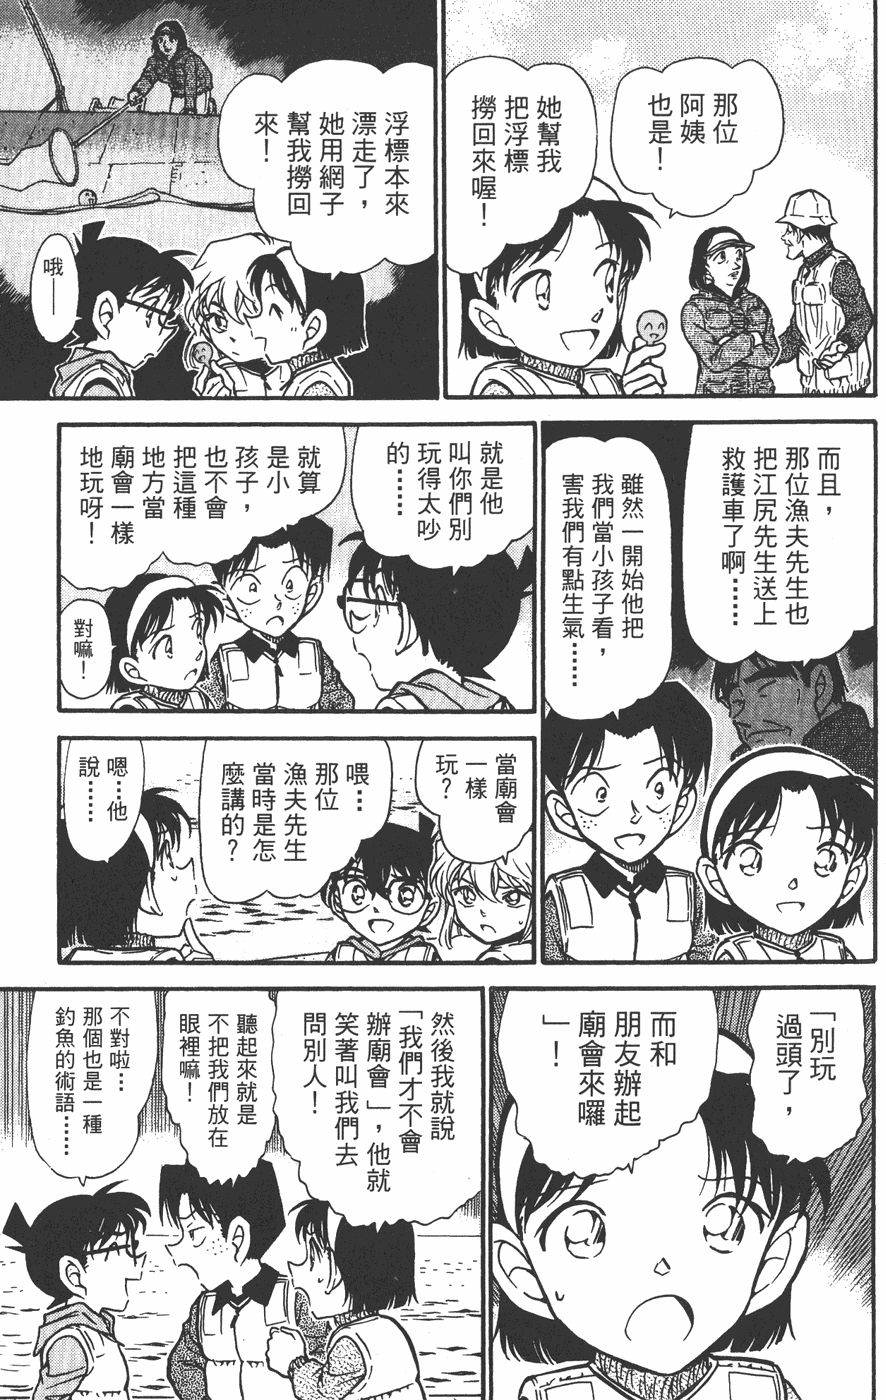 那位
阿姨
也是！
她幫我
把浮標
撈回來喔！
浮標本來
漂走了，
她用網子
幫我撈回
來！
哦——
而且，
那位漁夫先生也
把江尻先生送上
救護車了啊……
雖然一開始他把
我們當小孩子看，
害我們有點生氣……
就是他
叫你們別
玩得太吵
的……
就算
是小
孩子，
也不會
把這種
地方當
廟會一樣
地玩呀！
對嘛！
當廟會
一樣
玩？
喂…
那位
漁夫先生
當時是怎
麼講的？
嗯…他
說……
「別玩
過頭了，
而和
朋友辦起
廟會來囉
」！
然後我就說
「我們才不會
辦廟會」，他就
笑著叫我們去
問別人！
聽起來就是
不把我們放在
眼裡嘛！
不對啦…
那個也是一種
釣魚的術語……